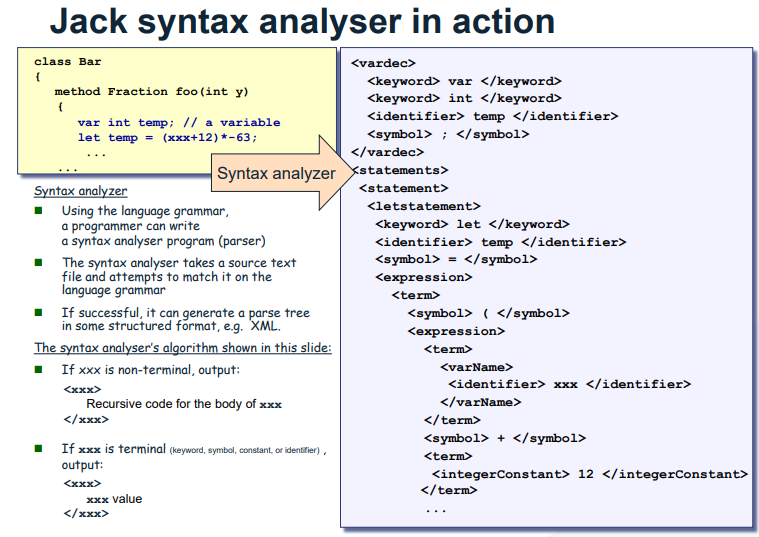 Jack syntax analyser in action
class Bar
{
method Fraction foo(int y)
{
var int temp; // a variable
let temp = (xxx+12)*-63;
...
...
Syntax analyzer
Syntax analyzer
Using the language grammar,
a programmer can write
a syntax analyser program (parser)
The syntax analyser takes a source text
file and attempts to match it on the
language grammar
If successful, it can generate a parse tree
in some structured format, e.g. XML.
The syntax analyser's algorithm shown in this slide:
If xxx is non-terminal, output:
<xxx>
Recursive code for the body of xxx
</xxx>
If xxx is terminal (keyword, symbol, constant, or identifier) ,
output:
<xxx>
xxx value
</xxx>
<vardec>
<keyword> var </keyword>
<keyword> int </keyword>
<identifier> temp </identifier>
<symbol> ; </symbol>
</vardec>
<statements>
<statement>
<letstatement>
<keyword> let </keyword>
<identifier> temp </identifier>
<symbol> = </symbol>
<expression>
<term>
<symbol> ( </symbol>
<expression>
<term>
<varName>
<identifier> xxx </identifier>
</varName>
</term>
<symbol> + </symbol>
<term>
<integerConstant> 12 </integerConstant>
</term>
...